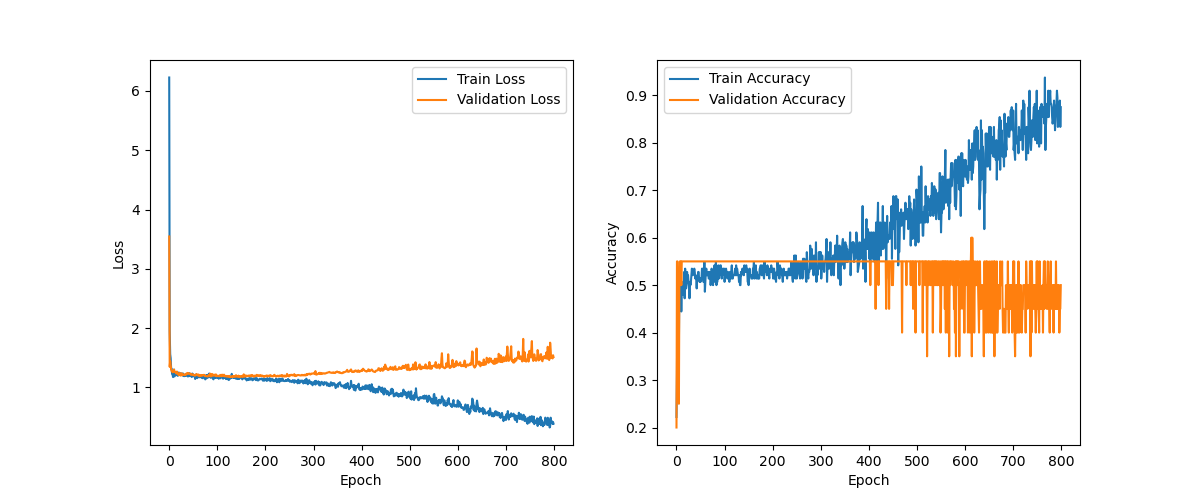 Train Loss
Validation Loss
6
5
4
3
2
1
Loss
0 100 200 300 400 500 600 700 800
Epoch
Train Accuracy
Validation Accuracy
0.9
0.8
0.7
0.6
0.5
0.4
0.3
0.2
Accuracy
0 100 200 300 400 500 600 700 800
Epoch